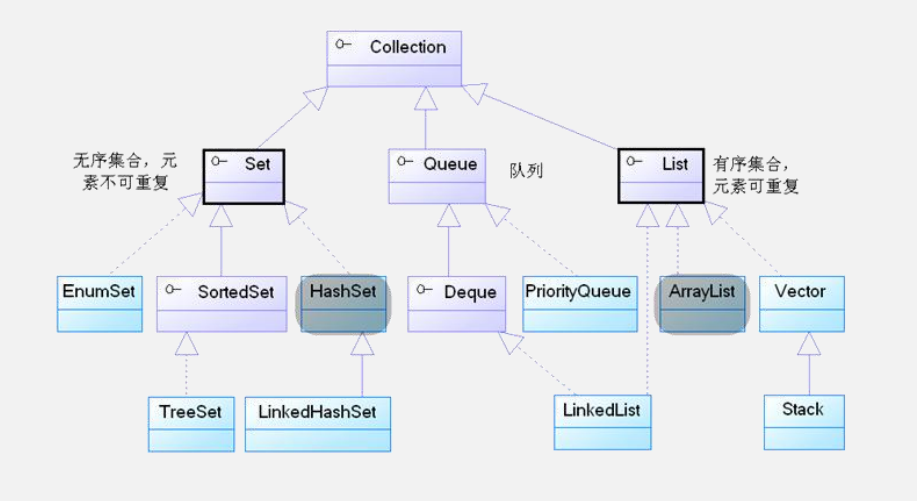 Collection
无序集合，元
素不可重复
Set
Queue
队列
List
有序集合，
元素可重复
EnumSet
SortedSet
HashSet
Deque
PriorityQueue
ArrayList
Vector
TreeSet
LinkedHashSet
LinkedList
Stack